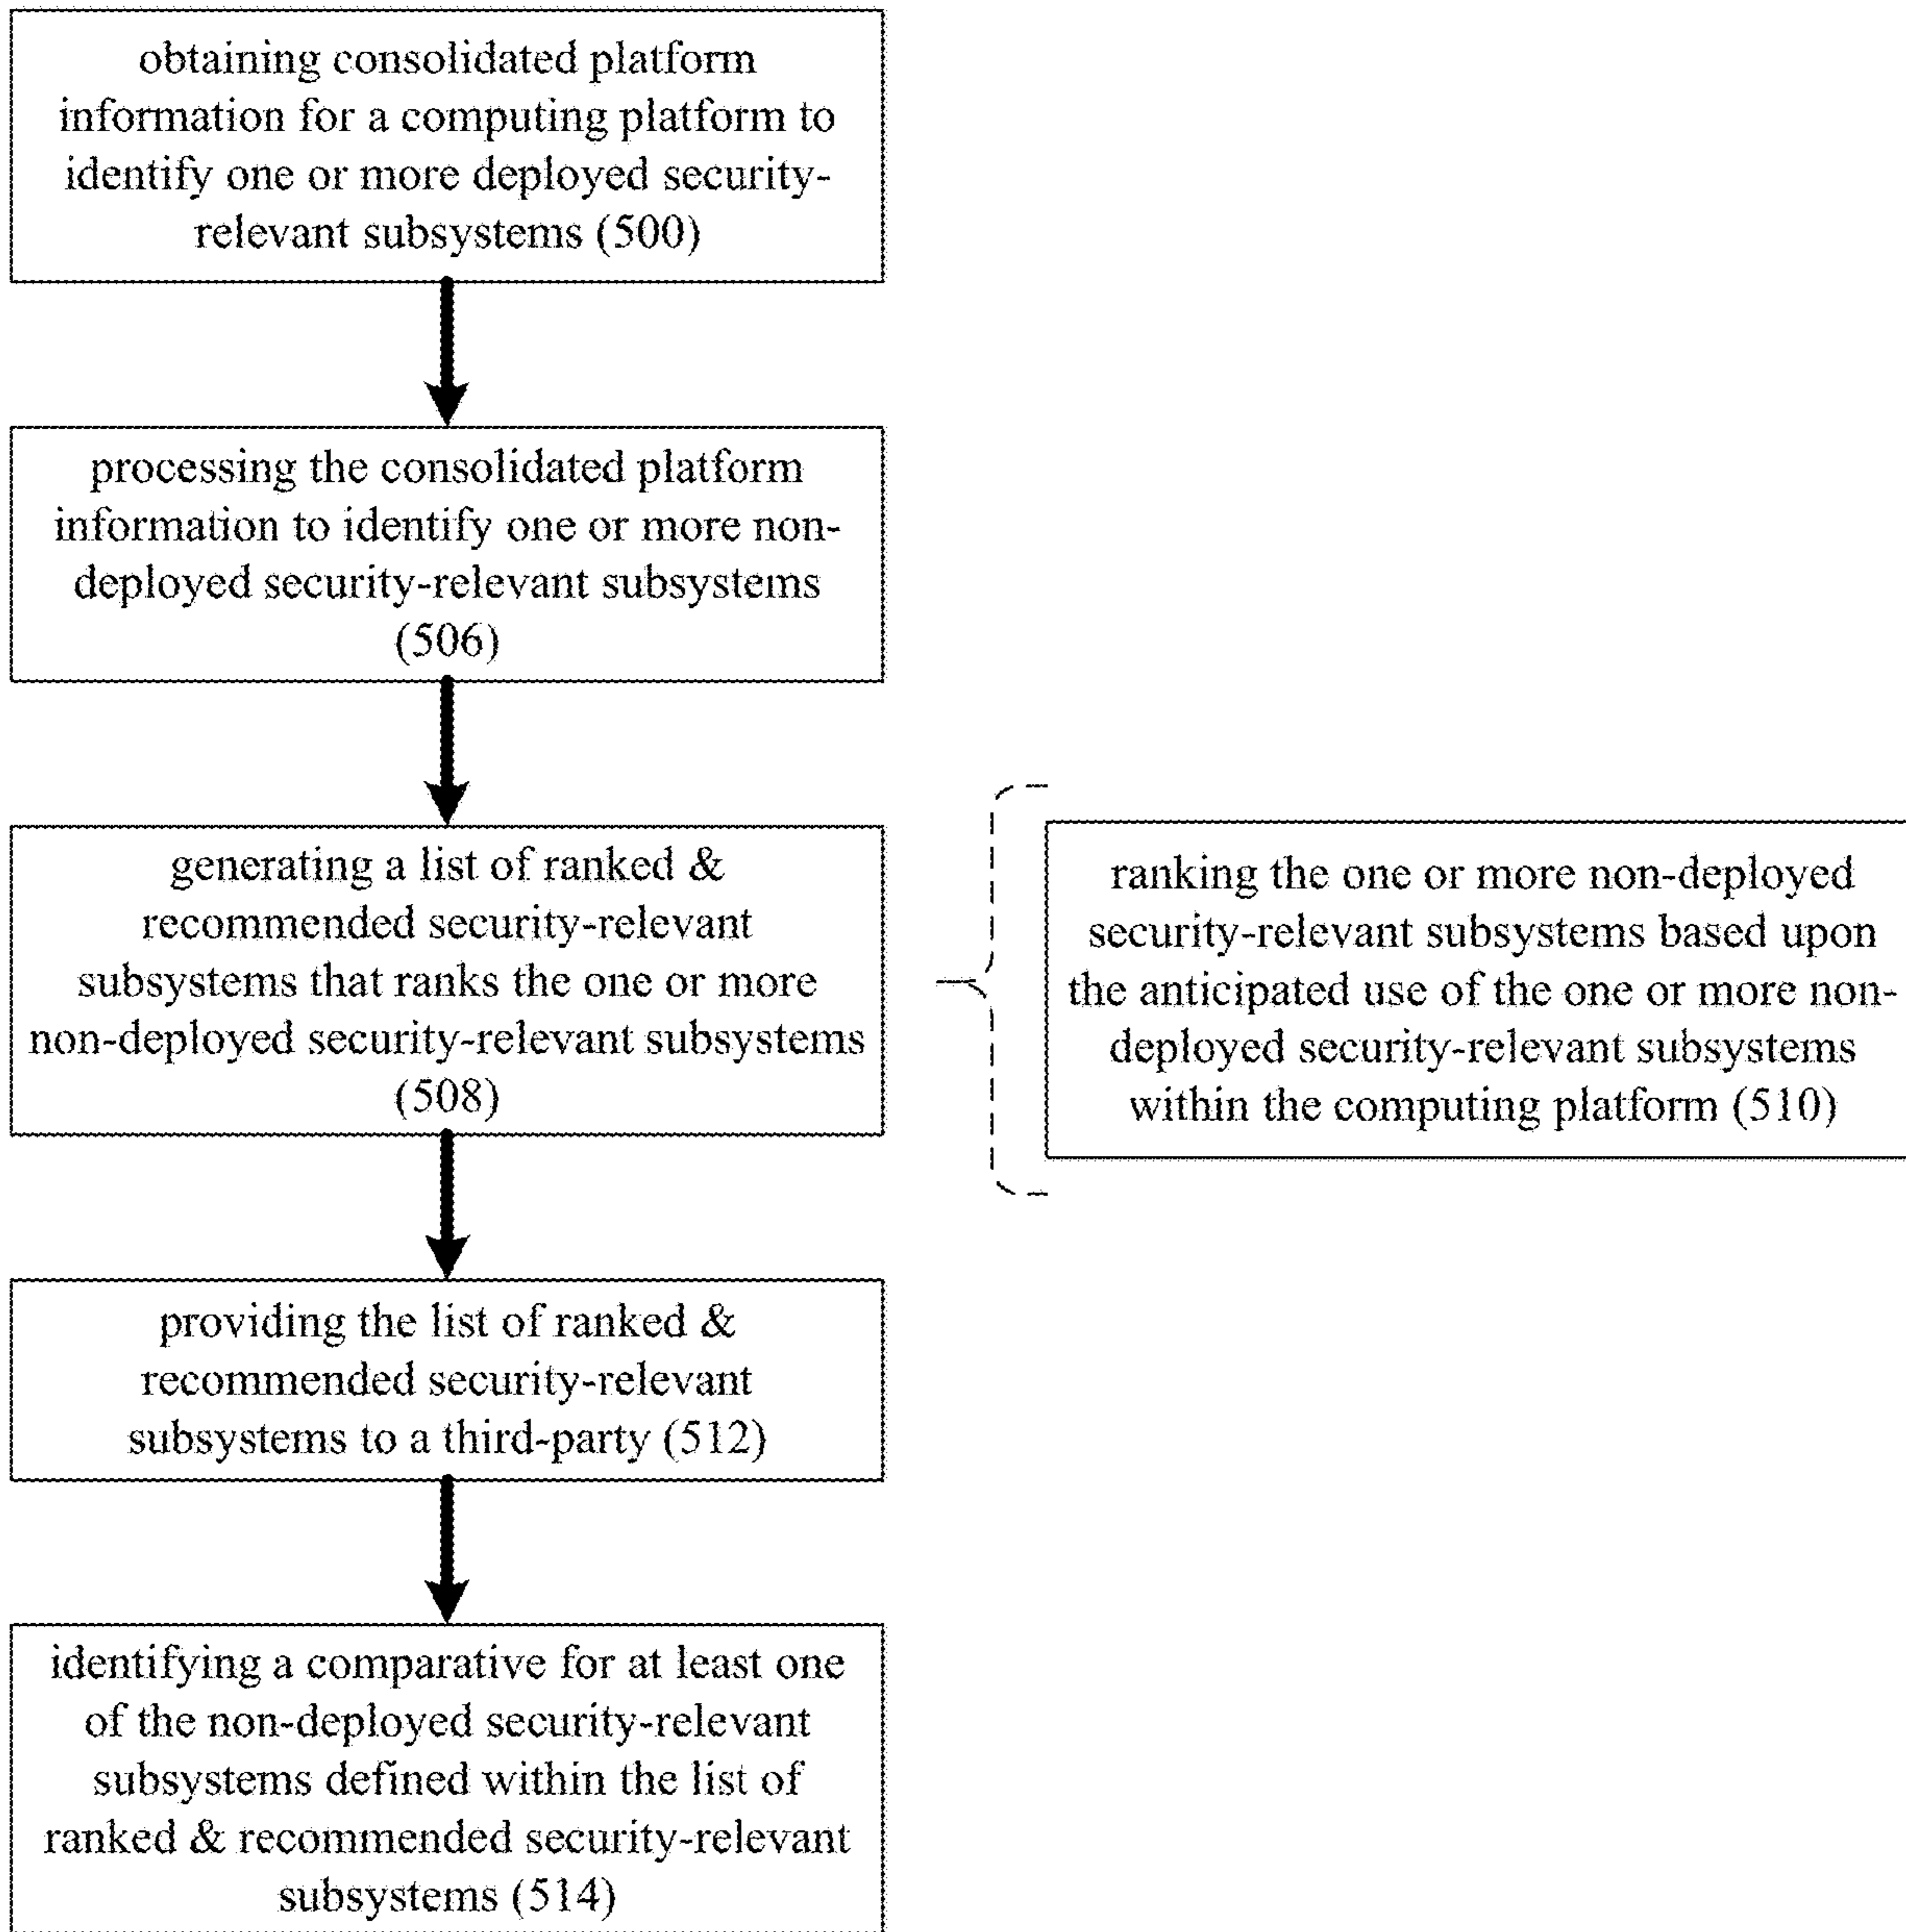 obtaining consolidated platform
information for a computing platform to
identify one or more deployed security-
relevant subsystems (500)
processing the consolidated platform
information to identify one or more non-
deployed security-relevant subsystems
(506)
generating a list of ranked &
recommended security-relevant
subsystems that ranks the one or more
non-deployed security-relevant subsystems
(508)
ranking the one or more non-deployed
security-relevant subsystems based upon
the anticipated use of the one or more non-
deployed security-relevant subsystems
within the computing platform (510)
providing the list of ranked &
recommended security-relevant
subsystems to a third-party (512)
identifying a comparative for at least one
of the non-deployed security-relevant
subsystems defined within the list of
ranked & recommended security-relevant
subsystems (514)